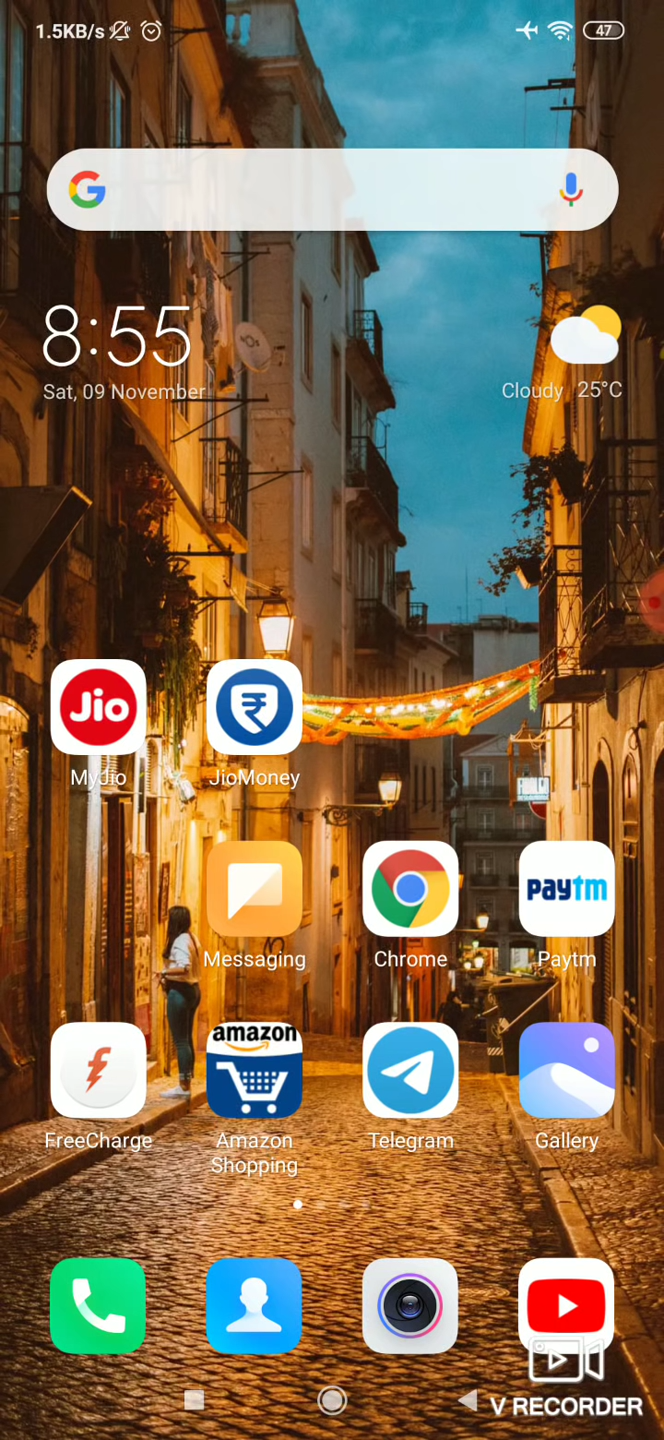 1.5KB/s
47
8:55
Sat, 09 November
Cloudy 25°C
Jio
MyJio
JioMoney
Messaging
Chrome
paytm
Paytm
FreeCharge
amazon
Amazon
Shopping
Telegram
Gallery
V RECORDER